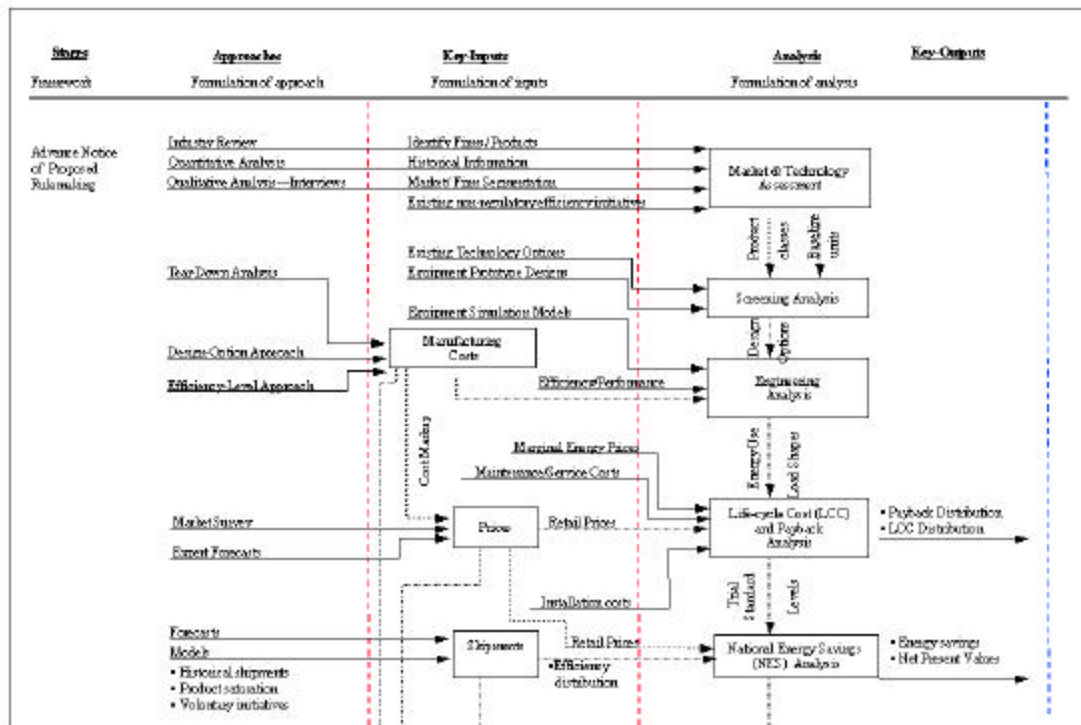 Stages
Approaches
Key-Inputs
Analysis
Key-Outputs
Framework
Formulation of approach
Formulation of inputs
Formulation of analysis
Advance Notice
of Proposed
Rulemaking
Industry Review
Quantitative Analysis
Qualitative Analysis—Interviews
Identify Firms/Products
Historical Information
Market/Firm Segmentation
Existing non-regulatory efficiency initiatives
Market & Technology
Assessment
Product
classes
Baseline
units
Existing Technology Options
Equipment Prototype Designs
Screening Analysis
Tear-Down Analysis
Equipment Simulation Models
Design
Options
Manufacturing
Costs
Design-Option Approach
Efficiency-Level Approach
Efficiency/Performance
Engineering
Analysis
Cost Markup
Energy Use
Load Shapes
Marginal Energy Prices
Maintenance/Service Costs
Life-cycle Cost (LCC)
and Payback
Analysis
▪ Payback Distribution
▪ LCC Distribution
Market Survey
Expert Forecasts
Prices
Retail Prices
Installation costs
Trial
Standard
Levels
Forecasts
Models
▪ Historical shipments
▪ Product saturation
▪ Voluntary initiatives
Shipments
Retail Prices
▪ Efficiency
distribution
National Energy Savings
(NES) Analysis
▪ Energy savings
▪ Net Present Values